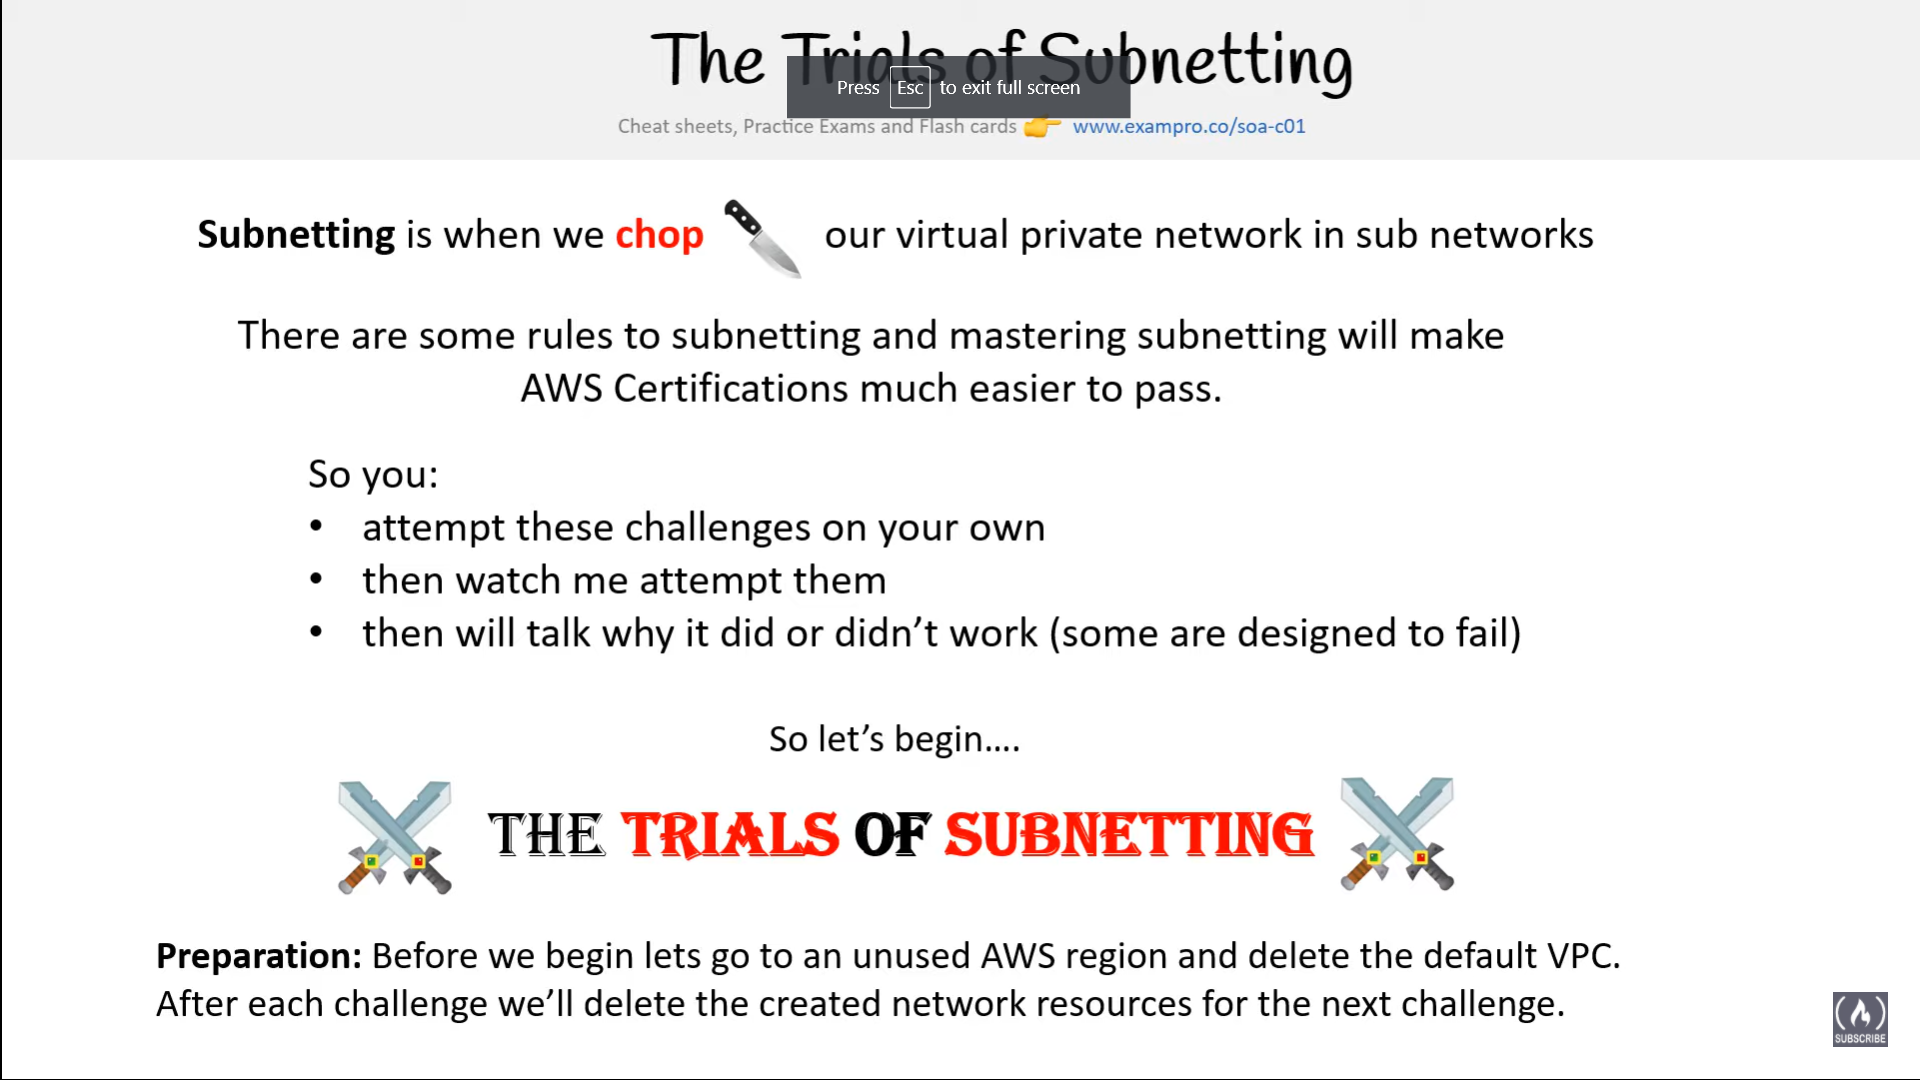 The Trials of Subnetting
Press Esc to exit full screen
Cheat sheets, Practice Exams and Flash cards 👉 www.exampro.co/soa-c01
Subnetting is when we chop our virtual private network in sub networks
There are some rules to subnetting and mastering subnetting will make
AWS Certifications much easier to pass.
So you:
• attempt these challenges on your own
• then watch me attempt them
• then will talk why it did or didn’t work (some are designed to fail)
So let’s begin....
THE TRIALS OF SUBNETTING
Preparation: Before we begin lets go to an unused AWS region and delete the default VPC.
After each challenge we’ll delete the created network resources for the next challenge.
SUBSCRIBE